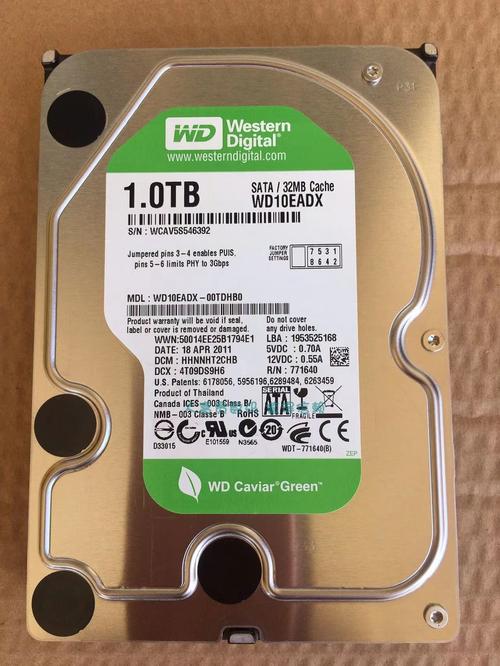 WD Western Digital®
www.westerndigital.com
1.0TB
SATA / 32MB Cache
WD10EADX
S/N : WCAV5S546392
Jumpered pins 3-4 enables PUIS,
pins 5-6 limits PHY to 3Gbps
FACTORY JUMPER SETTINGS
7 5 3 1
8 6 4 2
MDL : WD10EADX-00TDHB0
Product warranty will be void if seal,
label or cover is removed or damaged.
Do not cover
any drive holes.
WWN:50014EE25B1794E1
LBA : 1953525168
DATE: 18 APR 2011
5VDC : 0.70A
DCM : HHNNHT2CHB
12VDC : 0.55A
DCX : 4T09DS9H6
R/N : 771640
U.S. Patents: 6178056, 5956196, 6289484, 6263459
Product of Thailand
Canada ICES-003 Class B/
NMB-003 Classe B RoHS
SERIAL
ATA
FRAGILE
D33015
E101559
N3565
20
CE
WDT-771640(B)
ZEP
WD Caviar® Green™
P31